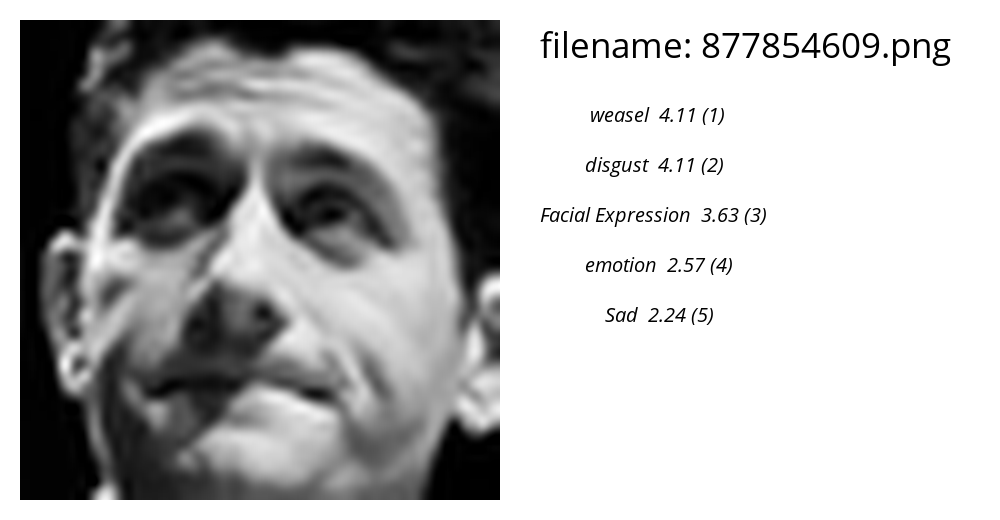 filename: 877854609.png
weasel 4.11 (1)
disgust 4.11 (2)
Facial Expression 3.63 (3)
emotion 2.57 (4)
Sad 2.24 (5)